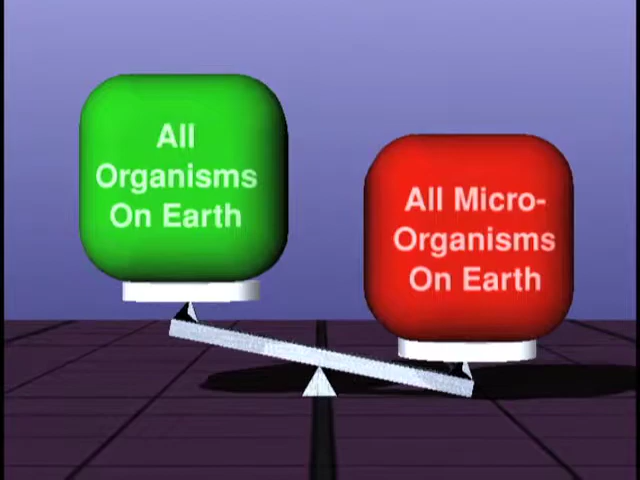 All
Organisms
On Earth
All Micro-
Organisms
On Earth